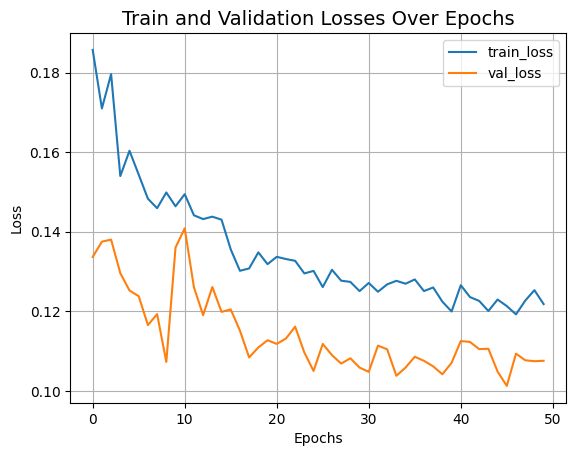 Train and Validation Losses Over Epochs
train_loss
val_loss
0.18
0.16
0.14
0.12
0.10
Loss
0 10 20 30 40 50
Epochs